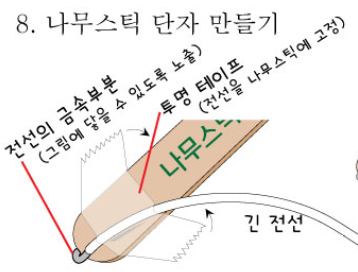 8. 나무스틱 단자 만들기
전선의 금속부분
(그림에 닿을 수 있도록 노출)
투명 테이프
(전선을 나무스틱에 고정)
나무스틱
긴 전선